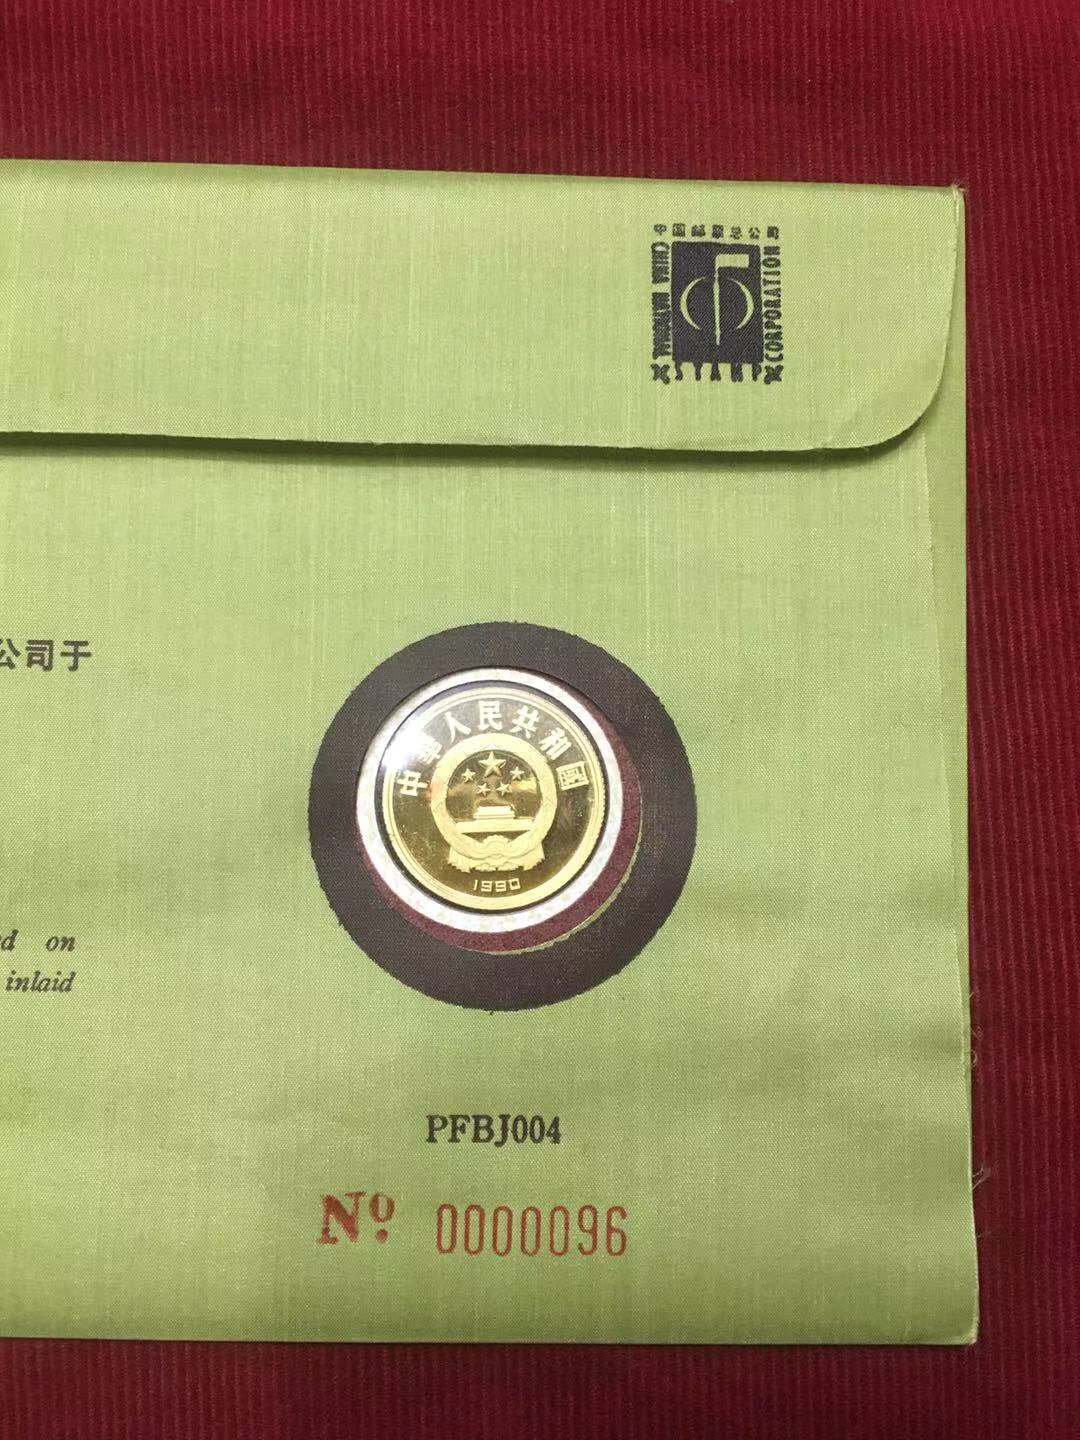 中国邮票总公司
CHINA NATIONAL
STAMP
CORPORATION
公司于
中华人民共和国
1990
d on
inlaid
PFBJ004
Nº 0000096